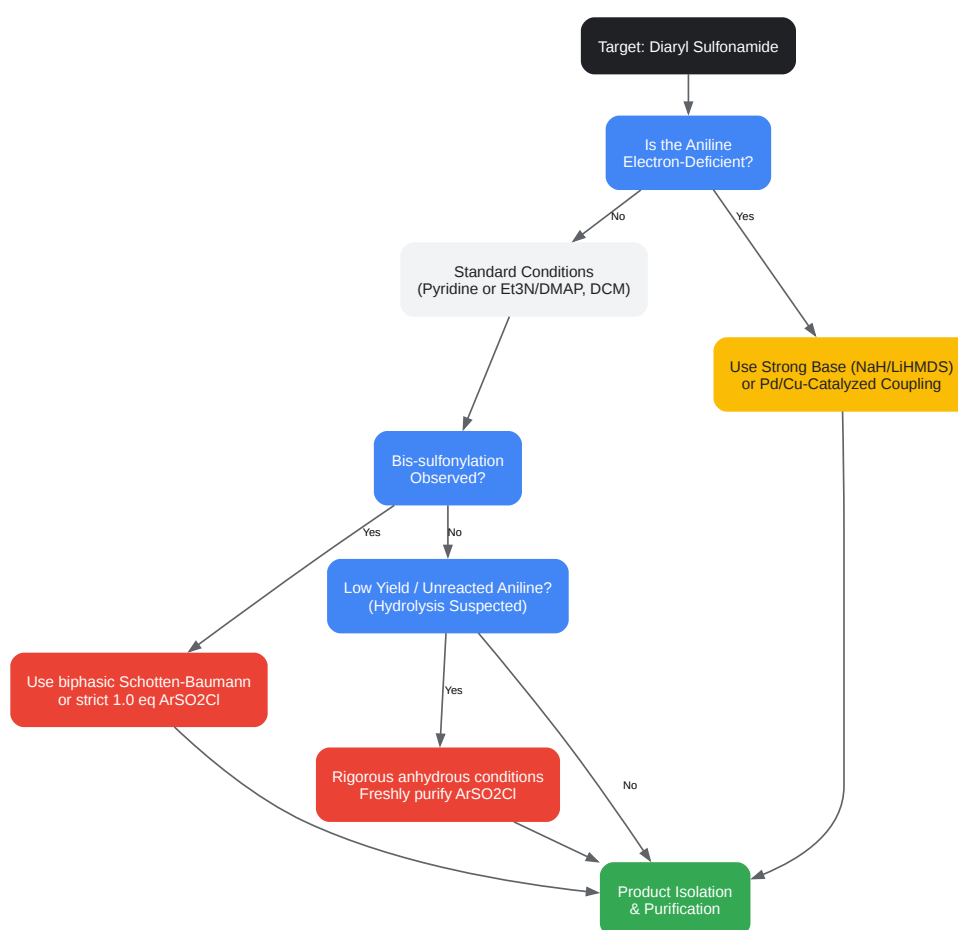 Target: Diaryl Sulfonamide
Is the Aniline
Electron-Deficient?
No
Yes
Standard Conditions
(Pyridine or Et3N/DMAP, DCM)
Use Strong Base (NaH/LiHMDS)
or Pd/Cu-Catalyzed Coupling
Bis-sulfonylation
Observed?
Yes
No
Low Yield / Unreacted Aniline?
(Hydrolysis Suspected)
Use biphasic Schotten-Baumann
or strict 1.0 eq ArSO2Cl
Yes
Rigorous anhydrous conditions
Freshly purify ArSO2Cl
No
Product Isolation
& Purification